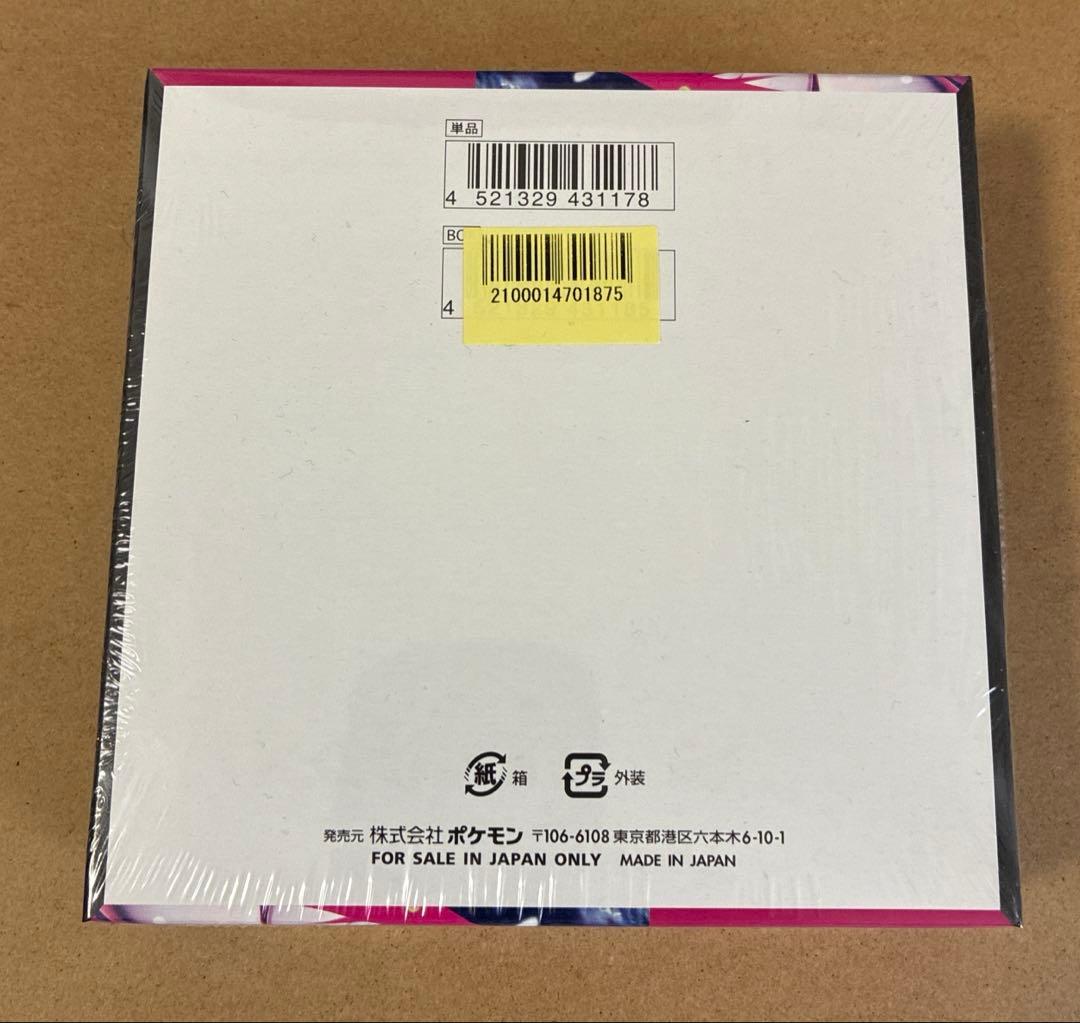 単品
4 521329 431178
BO
2100014701875
4
紙 箱 プラ 外装
発売元 株式会社ポケモン 〒106-6108 東京都港区六本木6-10-1
FOR SALE IN JAPAN ONLY MADE IN JAPAN